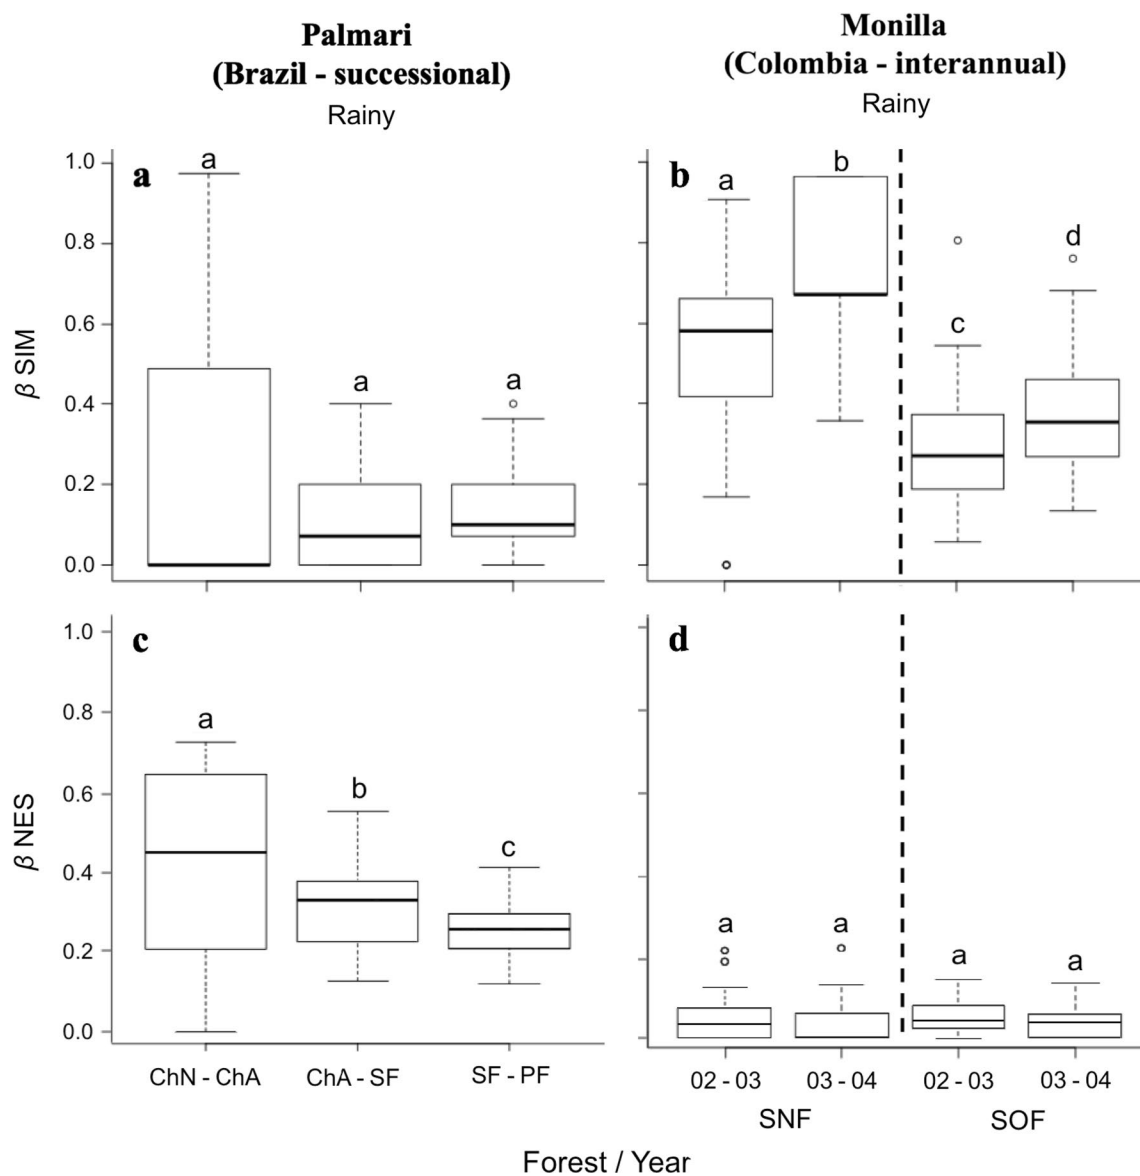 Palmari
(Brazil - successional)
Rainy
Monilla
(Colombia - interannual)
Rainy
β SIM
1.0
0.8
0.6
0.4
0.2
0.0
a
a
a
a
b
a
b
c
d
β NES
1.0
0.8
0.6
0.4
0.2
0.0
c
a
b
c
d
a
a
a
a
ChN - ChA
ChA - SF
SF - PF
02 - 03
03 - 04
02 - 03
03 - 04
SNF
SOF
Forest / Year